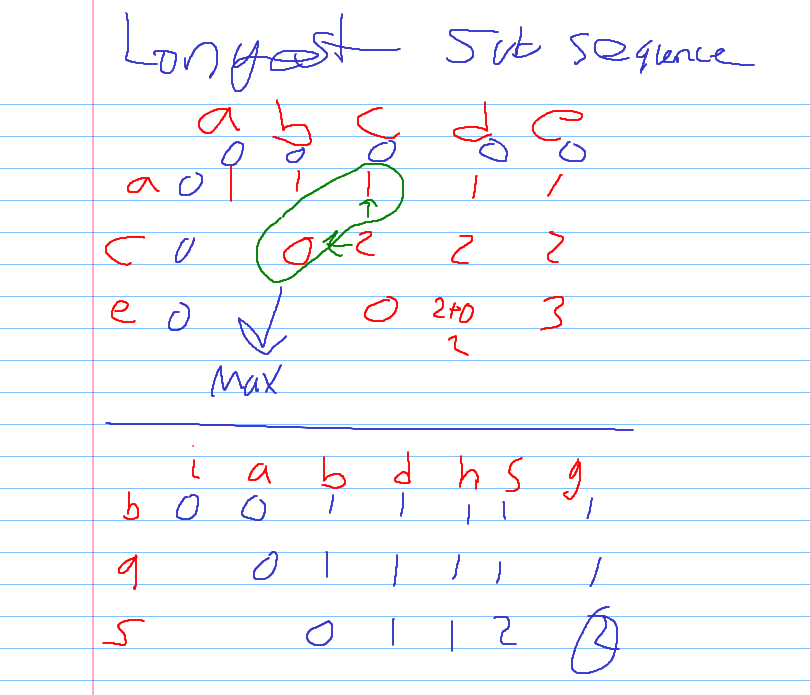 Longest Sub sequence
a b c d e
0 0 0 0 0
a 0 1 1 1 1 1
c 0 0 2 2 2
e 0 0 2+0 3
2
Max
i a b d h s g
b 0 0 1 1 1 1 1
q 0 1 1 1 1 1
s 0 1 1 2 2